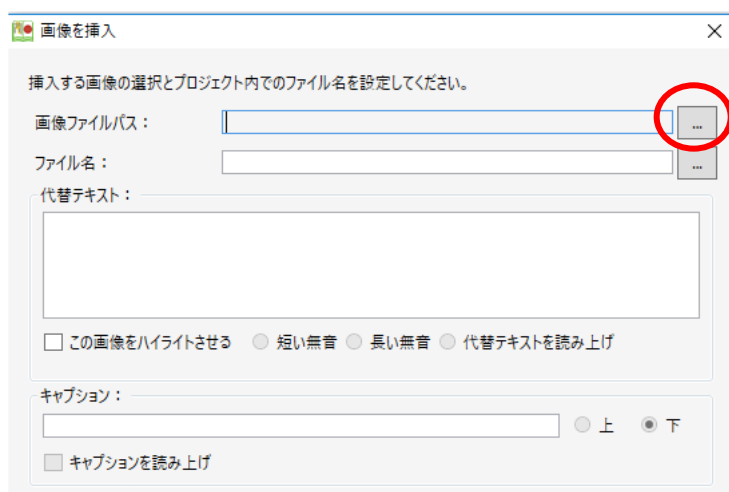 画像を挿入
挿入する画像の選択とプロジェクト内でのファイル名を設定してください。
画像ファイルパス：
...
ファイル名：
...
代替テキスト：
この画像をハイライトさせる 短い無音 長い無音 代替テキストを読み上げ
キャプション：
上 下
キャプションを読み上げ